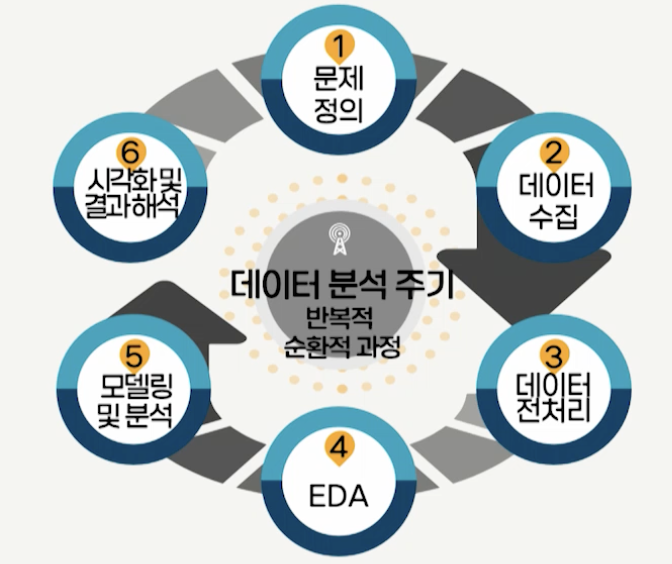 1
문제
정의
2
데이터
수집
3
데이터
전처리
4
EDA
5
모델링
및 분석
6
시각화 및
결과 해석
데이터 분석 주기
반복적
순환적 과정